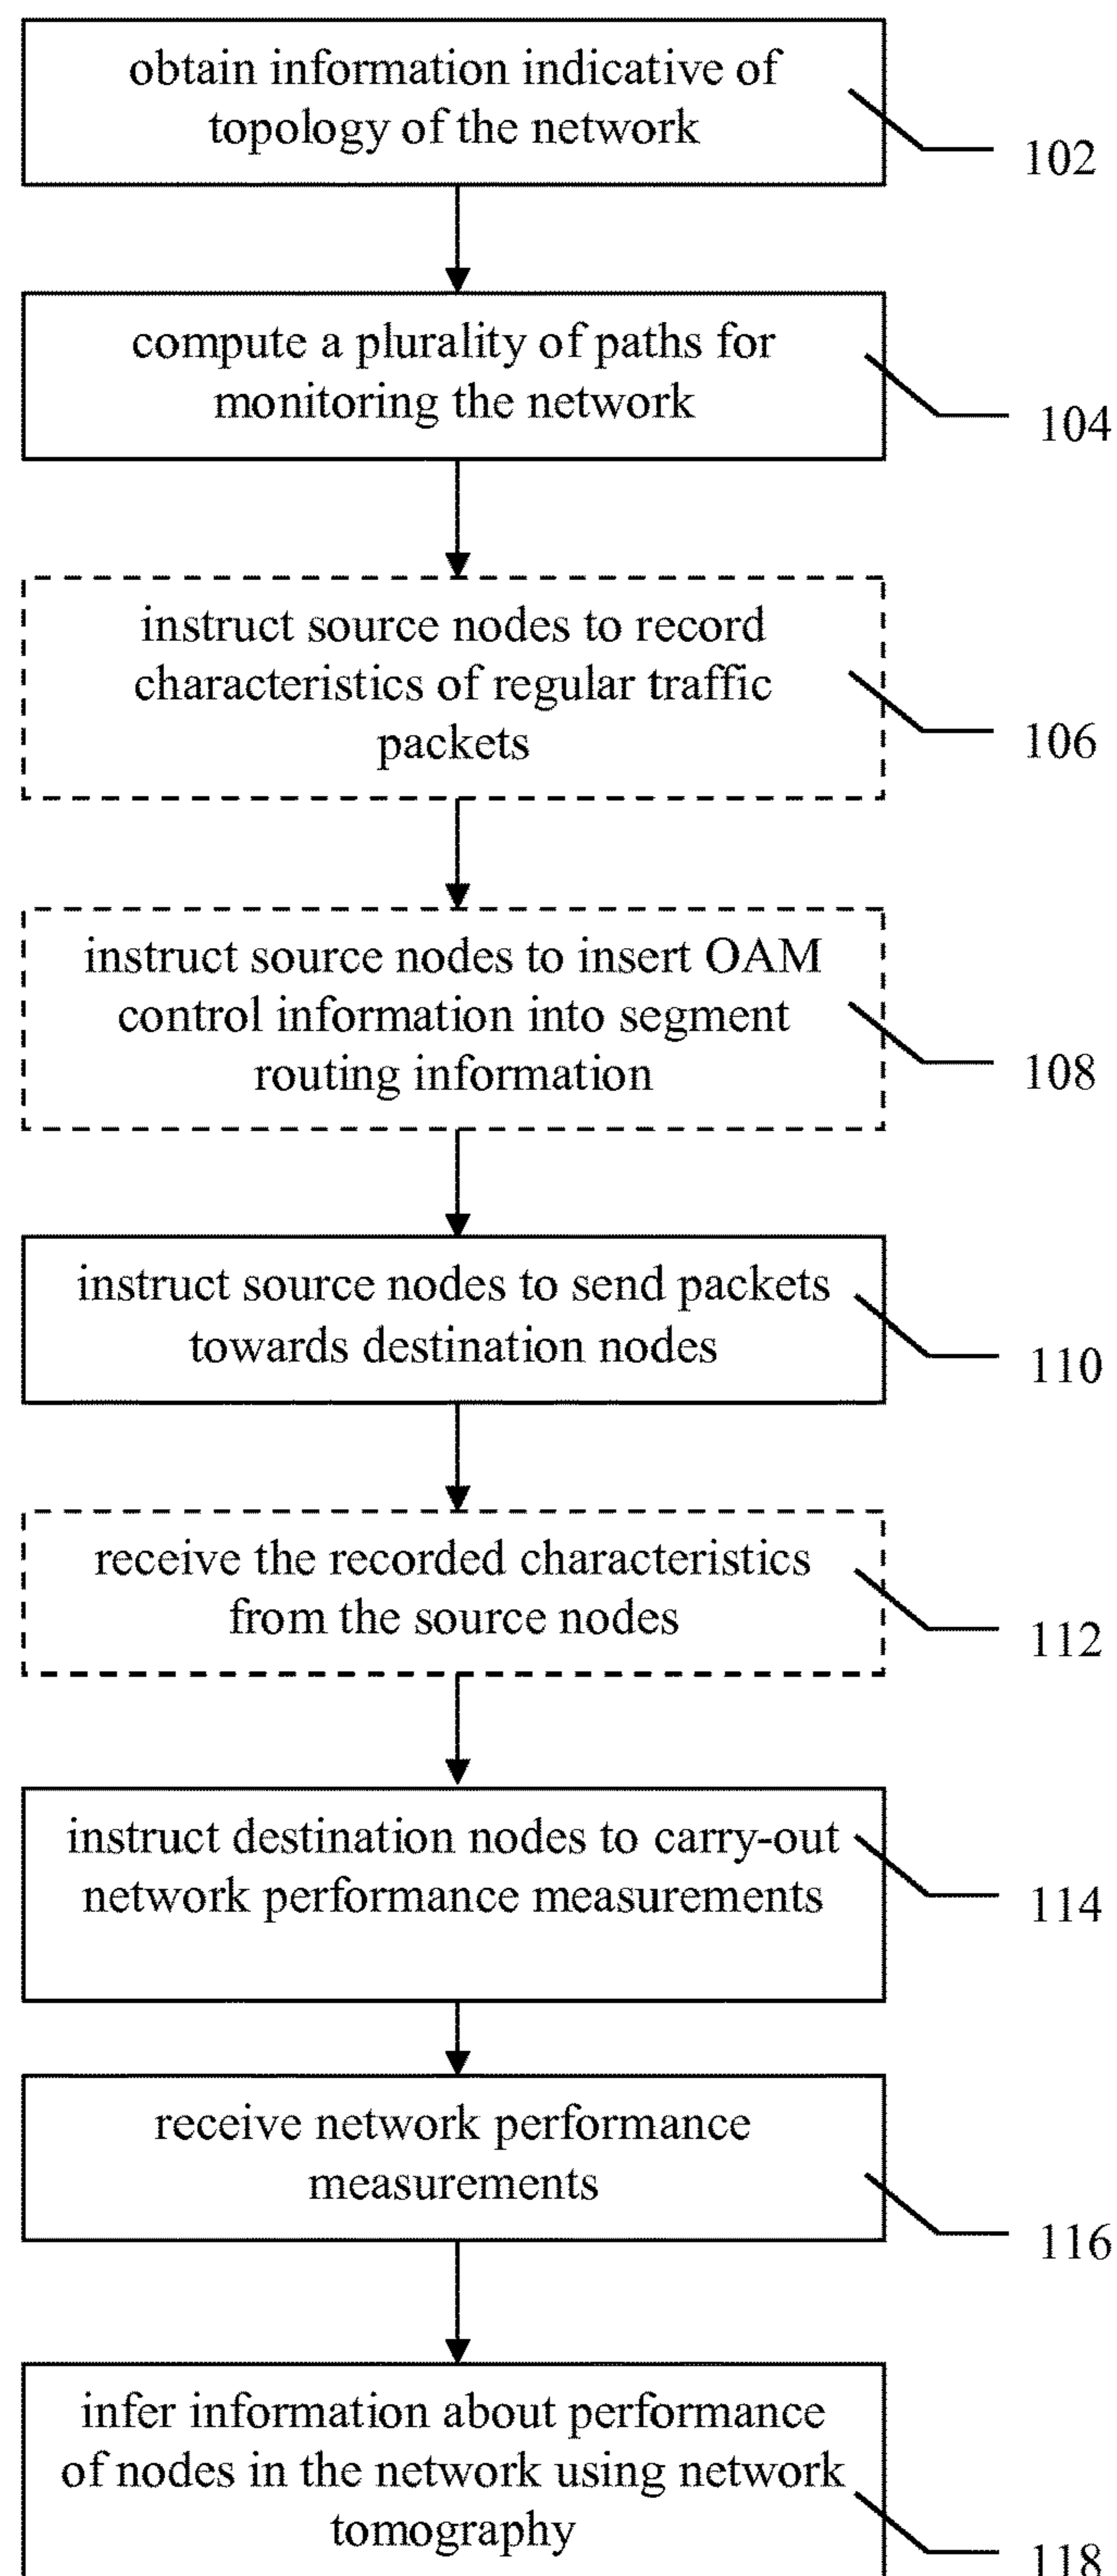 obtain information indicative of
topology of the network
102
compute a plurality of paths for
monitoring the network
104
instruct source nodes to record
characteristics of regular traffic
packets
106
instruct source nodes to insert OAM
control information into segment
routing information
108
instruct source nodes to send packets
towards destination nodes
110
receive the recorded characteristics
from the source nodes
112
instruct destination nodes to carry-out
network performance measurements
114
receive network performance
measurements
116
infer information about performance
of nodes in the network using network
tomography
118